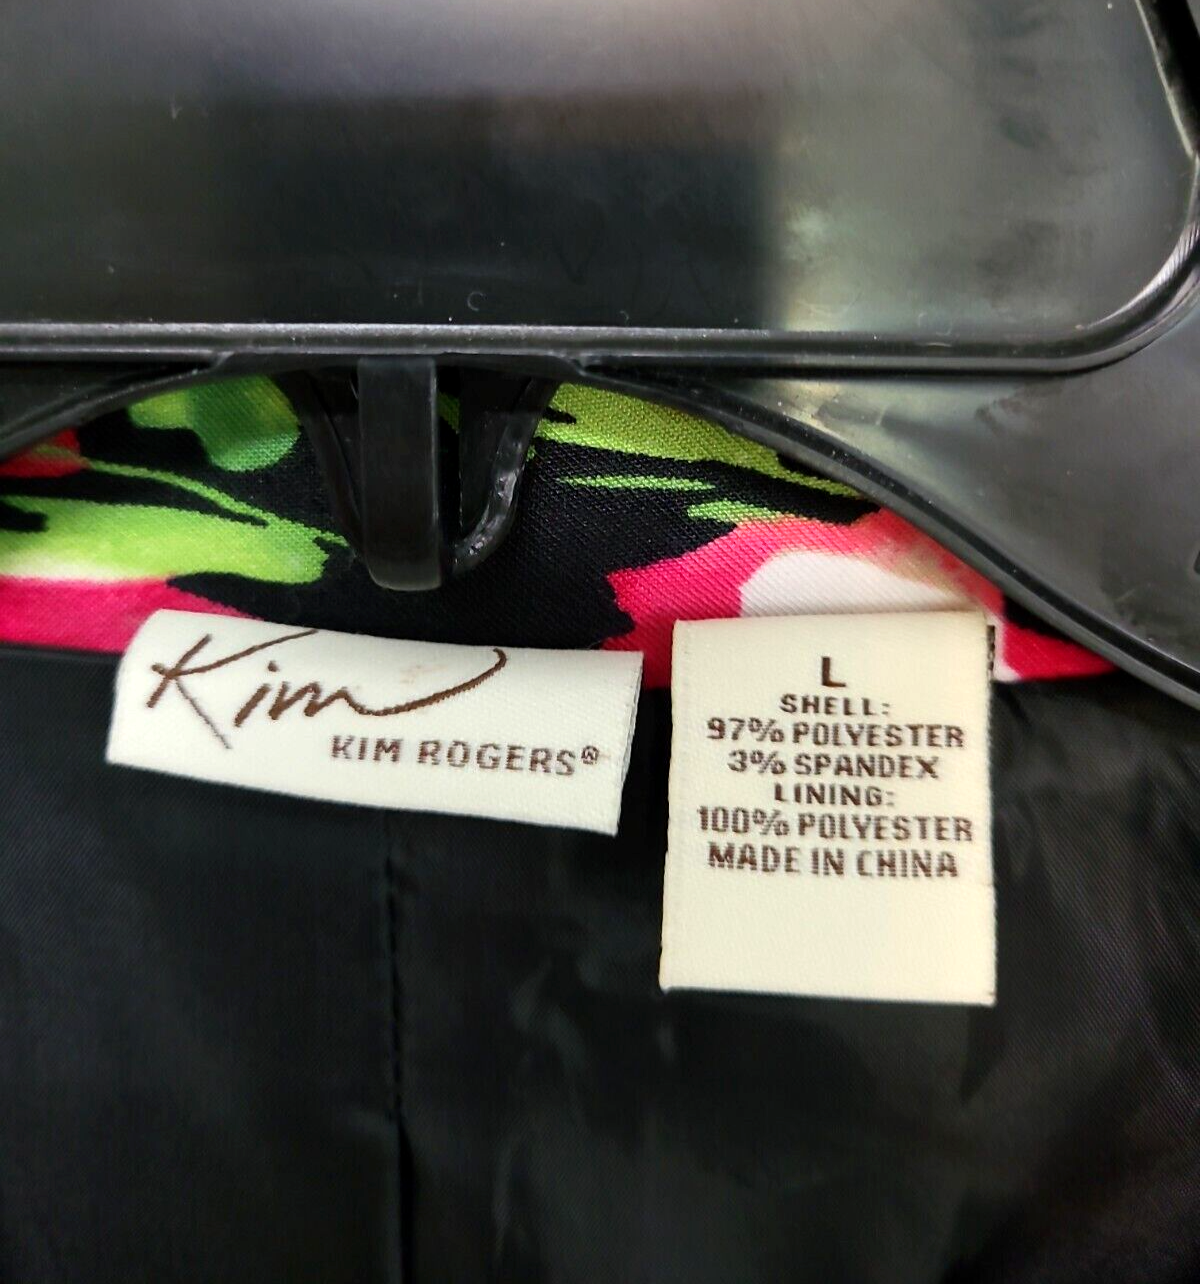 Kim
KIM ROGERS®
L
SHELL:
97% POLYESTER
3% SPANDEX
LINING:
100% POLYESTER
MADE IN CHINA